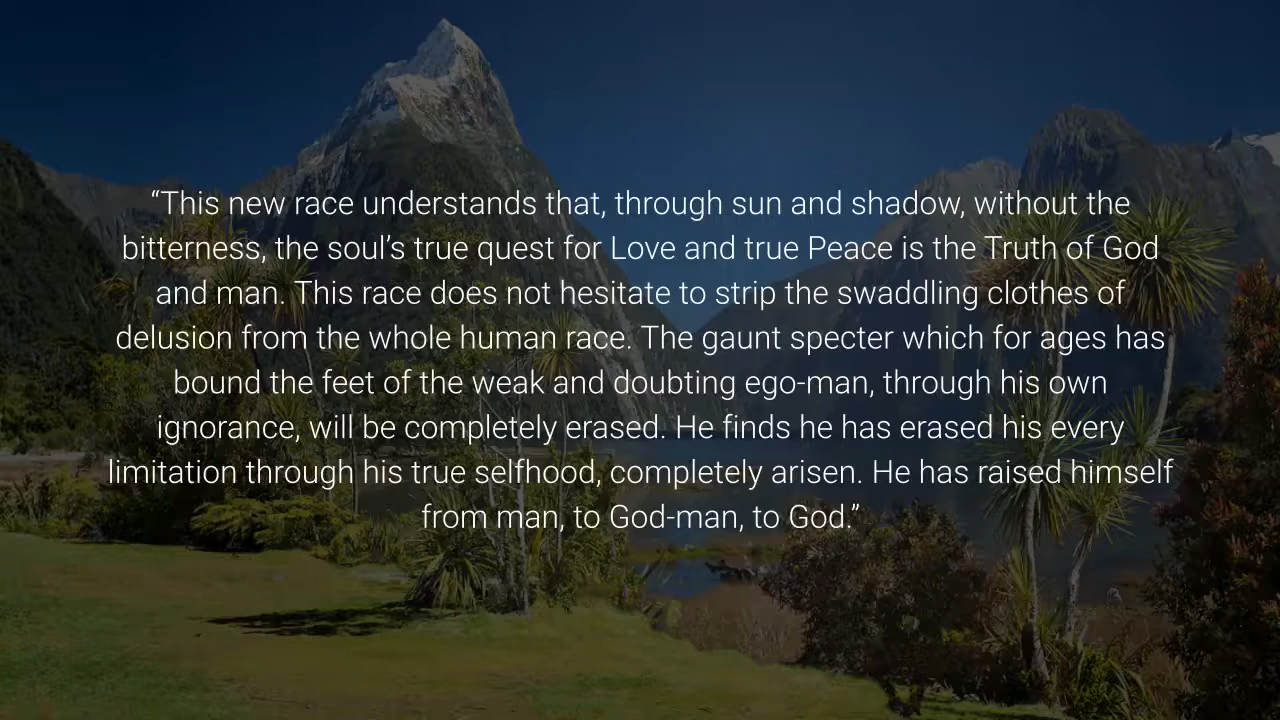 “This new race understands that, through sun and shadow, without the
bitterness, the soul’s true quest for Love and true Peace is the Truth of God
and man. This race does not hesitate to strip the swaddling clothes of
delusion from the whole human race. The gaunt specter which for ages has
bound the feet of the weak and doubting ego-man, through his own
ignorance, will be completely erased. He finds he has erased his every
limitation through his true selfhood, completely arisen. He has raised himself
from man, to God-man, to God.”